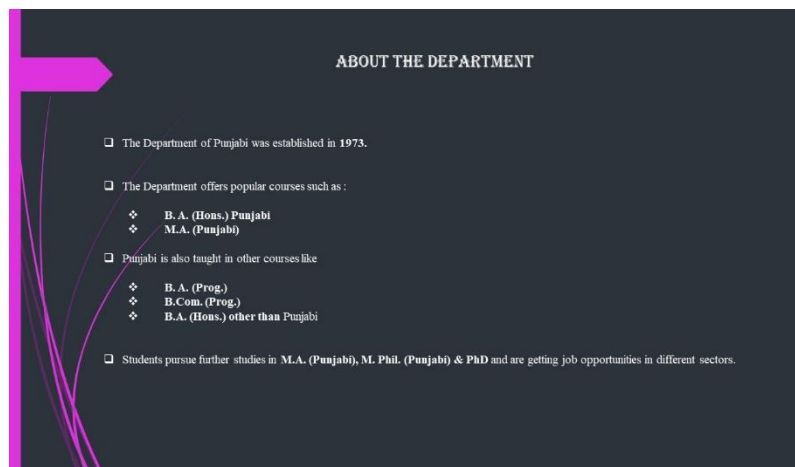 ABOUT THE DEPARTMENT
The Department of Punjabi was established in 1973.
The Department offers popular courses such as :
B. A. (Hons.) Punjabi
M.A. (Punjabi)
Punjabi is also taught in other courses like
B. A. (Prog.)
B.Com. (Prog.)
B.A. (Hons.) other than Punjabi
Students pursue further studies in M.A. (Punjabi), M. Phil. (Punjabi) & PhD and are getting job opportunities in different sectors.